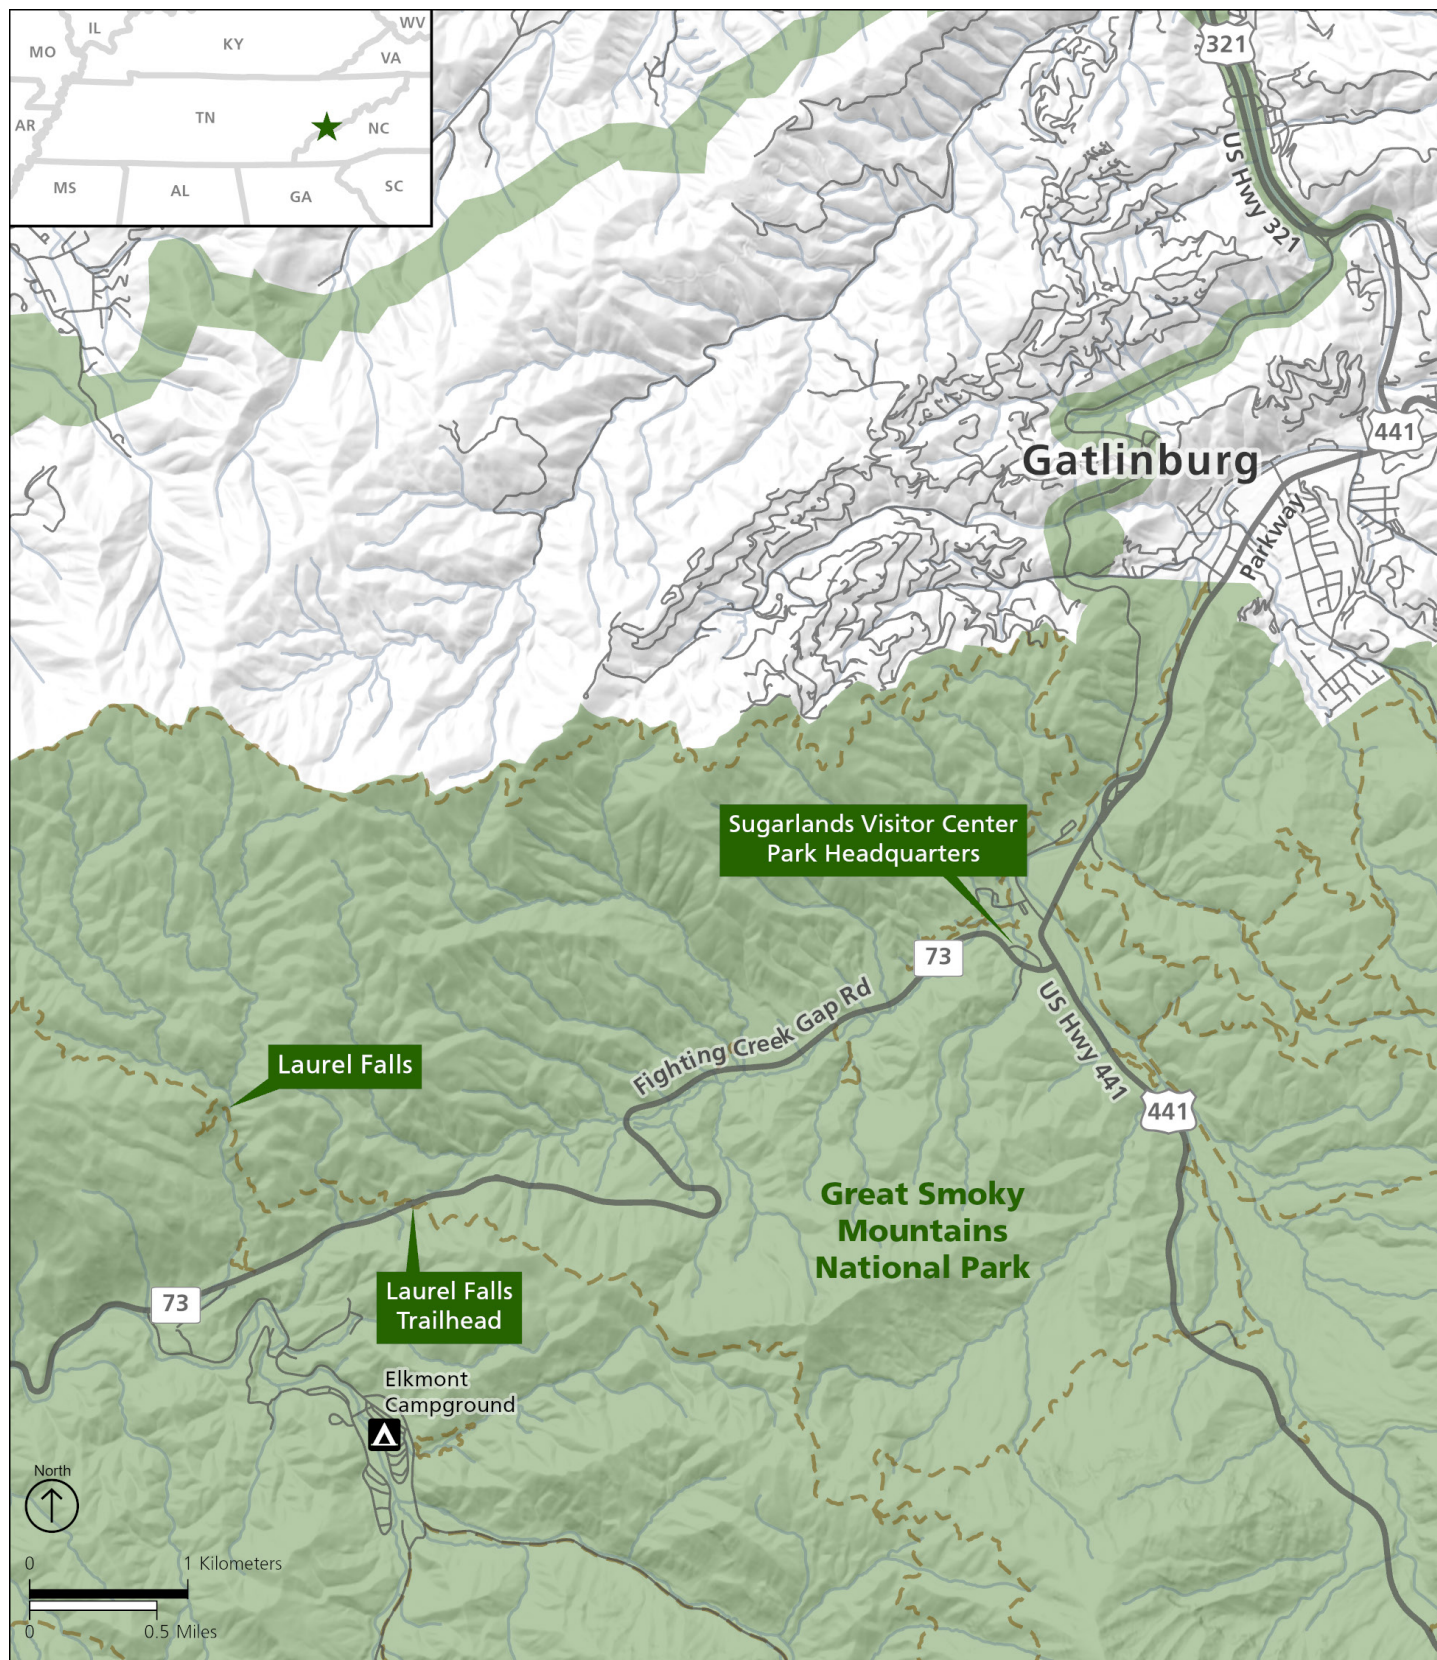 WV
IL
KY
MO
VA
TN
AR
NC
MS
AL
GA
SC
321
US Hwy 321
441
Gatlinburg
Parkway
Sugarlands Visitor Center
Park Headquarters
73
Fighting Creek Gap Rd
US Hwy 441
Laurel Falls
441
Great Smoky
Mountains
National Park
Laurel Falls
Trailhead
73
Elkmont
Campground
North
0
1 Kilometers
0
0.5 Miles